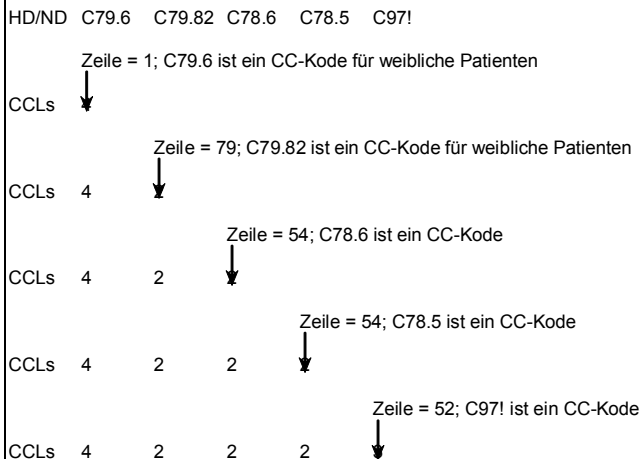 HD/ND C79.6 C79.82 C78.6 C78.5 C97!
Zeile = 1; C79.6 ist ein CC-Kode für weibliche Patienten
CCLs
Zeile = 79; C79.82 ist ein CC-Kode für weibliche Patienten
CCLs 4
Zeile = 54; C78.6 ist ein CC-Kode
CCLs 4 2
Zeile = 54; C78.5 ist ein CC-Kode
CCLs 4 2 2
Zeile = 52; C97! ist ein CC-Kode
CCLs 4 2 2 2